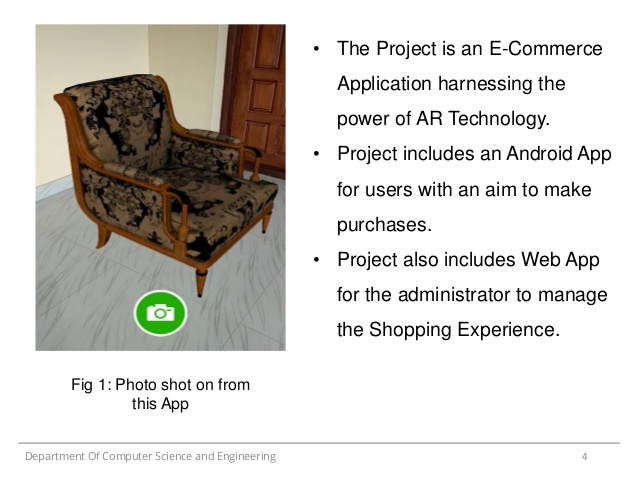 • The Project is an E-Commerce
Application harnessing the
power of AR Technology.
• Project includes an Android App
for users with an aim to make
purchases.
• Project also includes Web App
for the administrator to manage
the Shopping Experience.
Fig 1: Photo shot on from
this App
Department Of Computer Science and Engineering
4